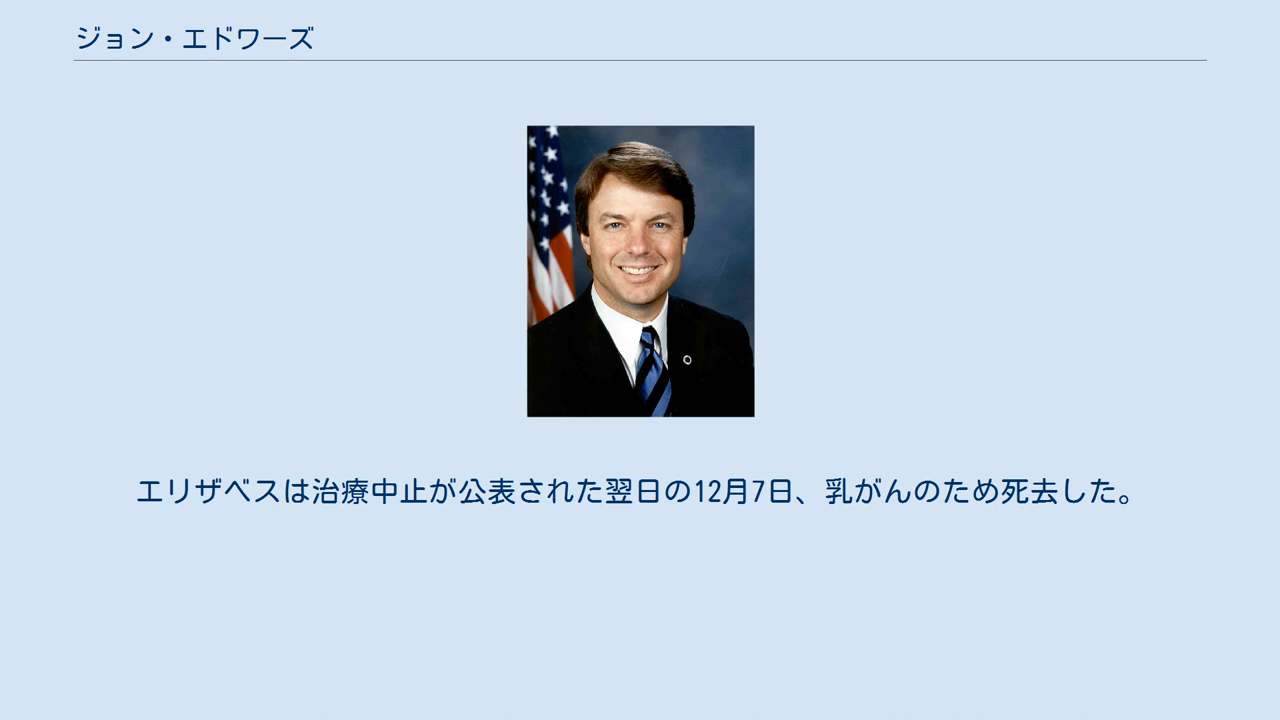 ジョン・エドワーズ
エリザベスは治療中止が公表された翌日の12月7日、乳がんのため死去した。